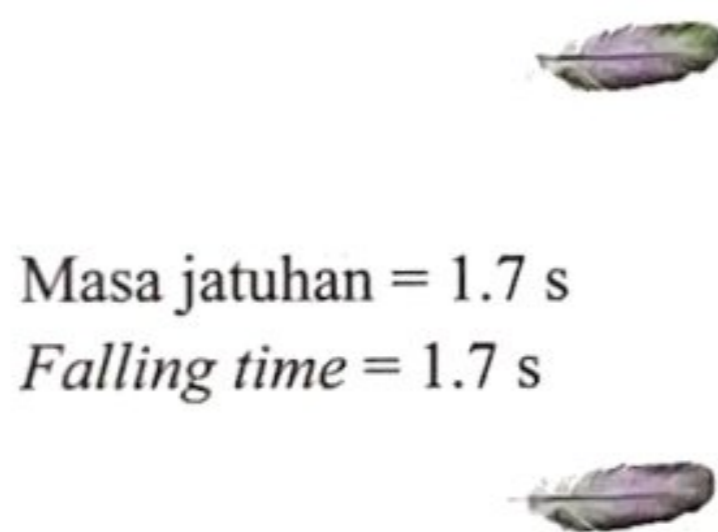 Masa jatuhan = 1.7 s
Falling time = 1.7 s